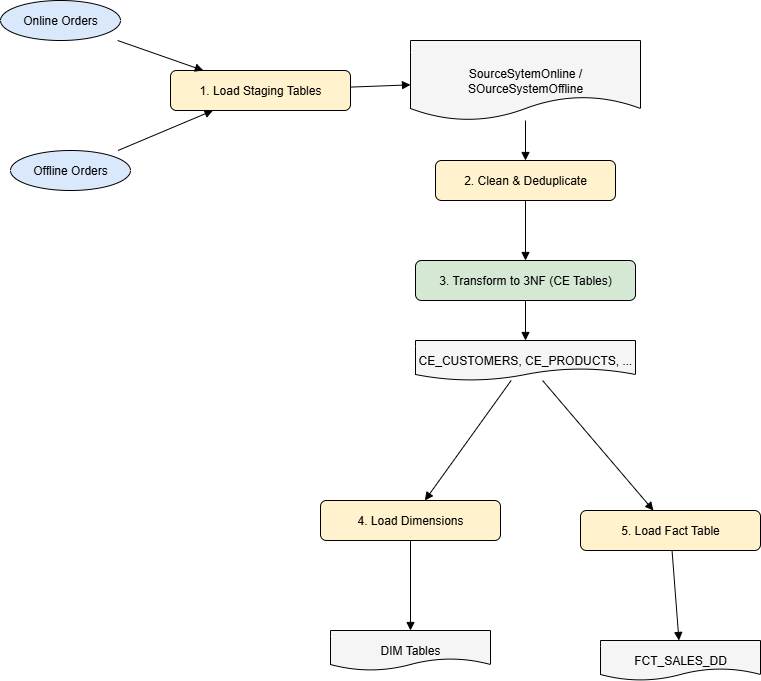 Online Orders
1. Load Staging Tables
SourceSytemOnline /
SOurceSystemOffline
Offline Orders
2. Clean & Deduplicate
3. Transform to 3NF (CE Tables)
CE_CUSTOMERS, CE_PRODUCTS, ...
4. Load Dimensions
5. Load Fact Table
DIM Tables
FCT_SALES_DD